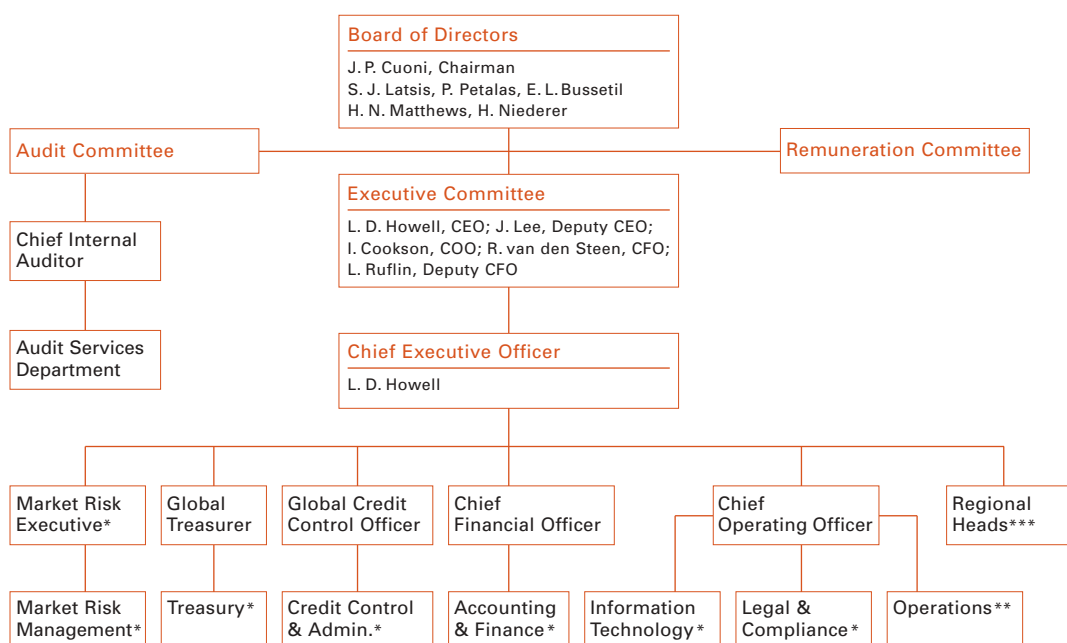 Board of Directors
J. P. Cuoni, Chairman
S. J. Latsis, P. Petalas, E. L. Bussetil
H. N. Matthews, H. Niederer
Audit Committee
Remuneration Committee
Executive Committee
L. D. Howell, CEO; J. Lee, Deputy CEO;
I. Cookson, COO; R. van den Steen, CFO;
L. Ruflin, Deputy CFO
Chief Internal
Auditor
Audit Services
Department
Chief Executive Officer
L. D. Howell
Market Risk
Executive*
Global
Treasurer
Global Credit
Control Officer
Chief
Financial Officer
Chief
Operating Officer
Regional
Heads***
Market Risk
Management*
Treasury*
Credit Control
& Admin.*
Accounting
& Finance*
Information
Technology*
Legal &
Compliance*
Operations**